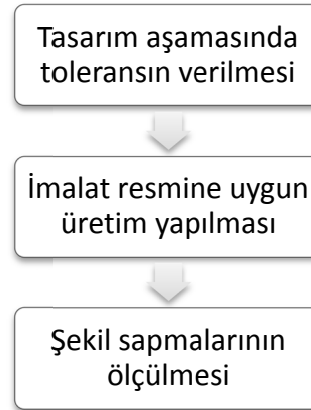 Tasarım aşamasında
toleransın verilmesi
İmalat resmine uygun
üretim yapılması
Şekil sapmalarının
ölçülmesi